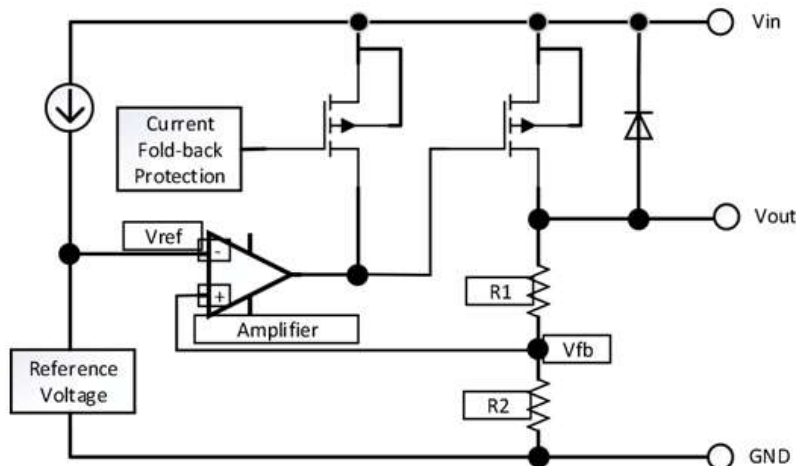 Vin
Current
Fold-back
Protection
Vref
-
+
Amplifier
Vout
R1
Vfb
Reference
Voltage
R2
GND